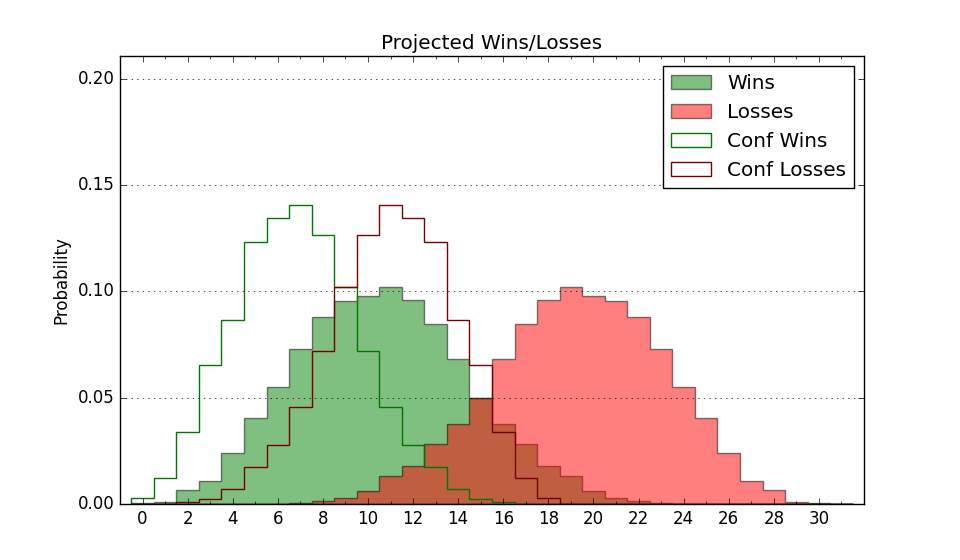 Projected Wins/Losses
0.20
0.15
0.10
0.05
0.00
Probability
Wins
Losses
Conf Wins
Conf Losses
0 2 4 6 8 10 12 14 16 18 20 22 24 26 28 30